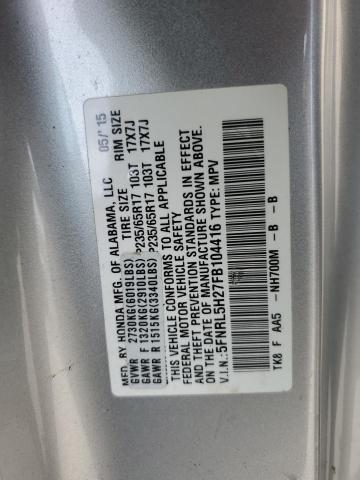 MFD. BY HONDA MFG. OF ALABAMA, LLC 05/'15
TIRE SIZE RIM SIZE
GVWR 2730KG(6019LBS)
GAWR F 1320KG(2910LBS) P235/65R17 103T 17X7J
GAWR R 1515KG(3340LBS) P235/65R17 103T 17X7J
THIS VEHICLE CONFORMS TO ALL APPLICABLE
FEDERAL MOTOR VEHICLE SAFETY
AND THEFT PREVENTION STANDARDS IN EFFECT
ON THE DATE OF MANUFACTURE SHOWN ABOVE.
V.I.N.:5FNRL5H27FB104416 TYPE: MPV
TK8 F AA5 -NH700M - B - B